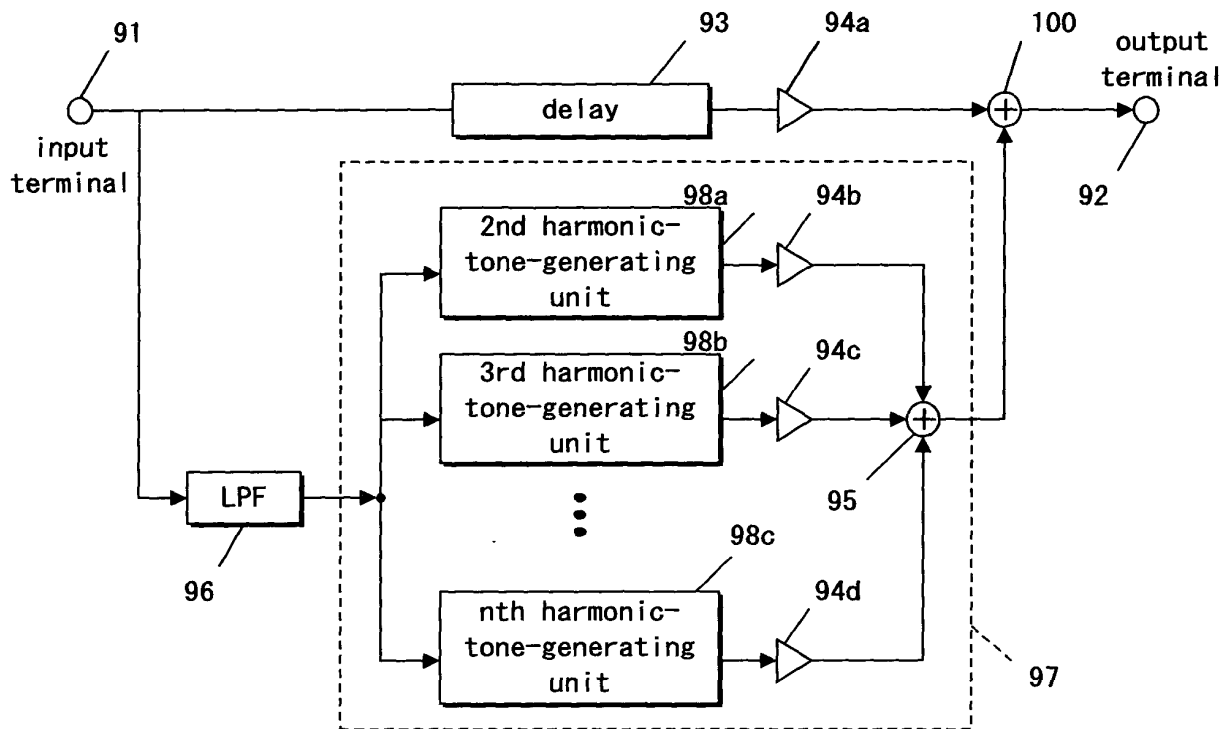 91
93
94a
100
output
terminal
delay
input
terminal
92
98a
94b
2nd harmonic-
tone-generating
unit
98b
94c
3rd harmonic-
tone-generating
unit
95
LPF
96
98c
94d
nth harmonic-
tone-generating
unit
97